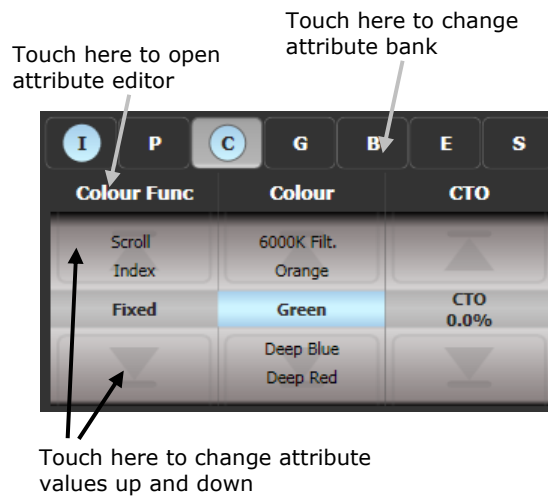 Touch here to change
attribute bank
Touch here to open
attribute editor
I P C G B E S
Colour Func Colour CTO
Scroll 6000K Filt.
Index Orange
Fixed Green CTO
0.0%
Deep Blue
Deep Red
Touch here to change attribute
values up and down